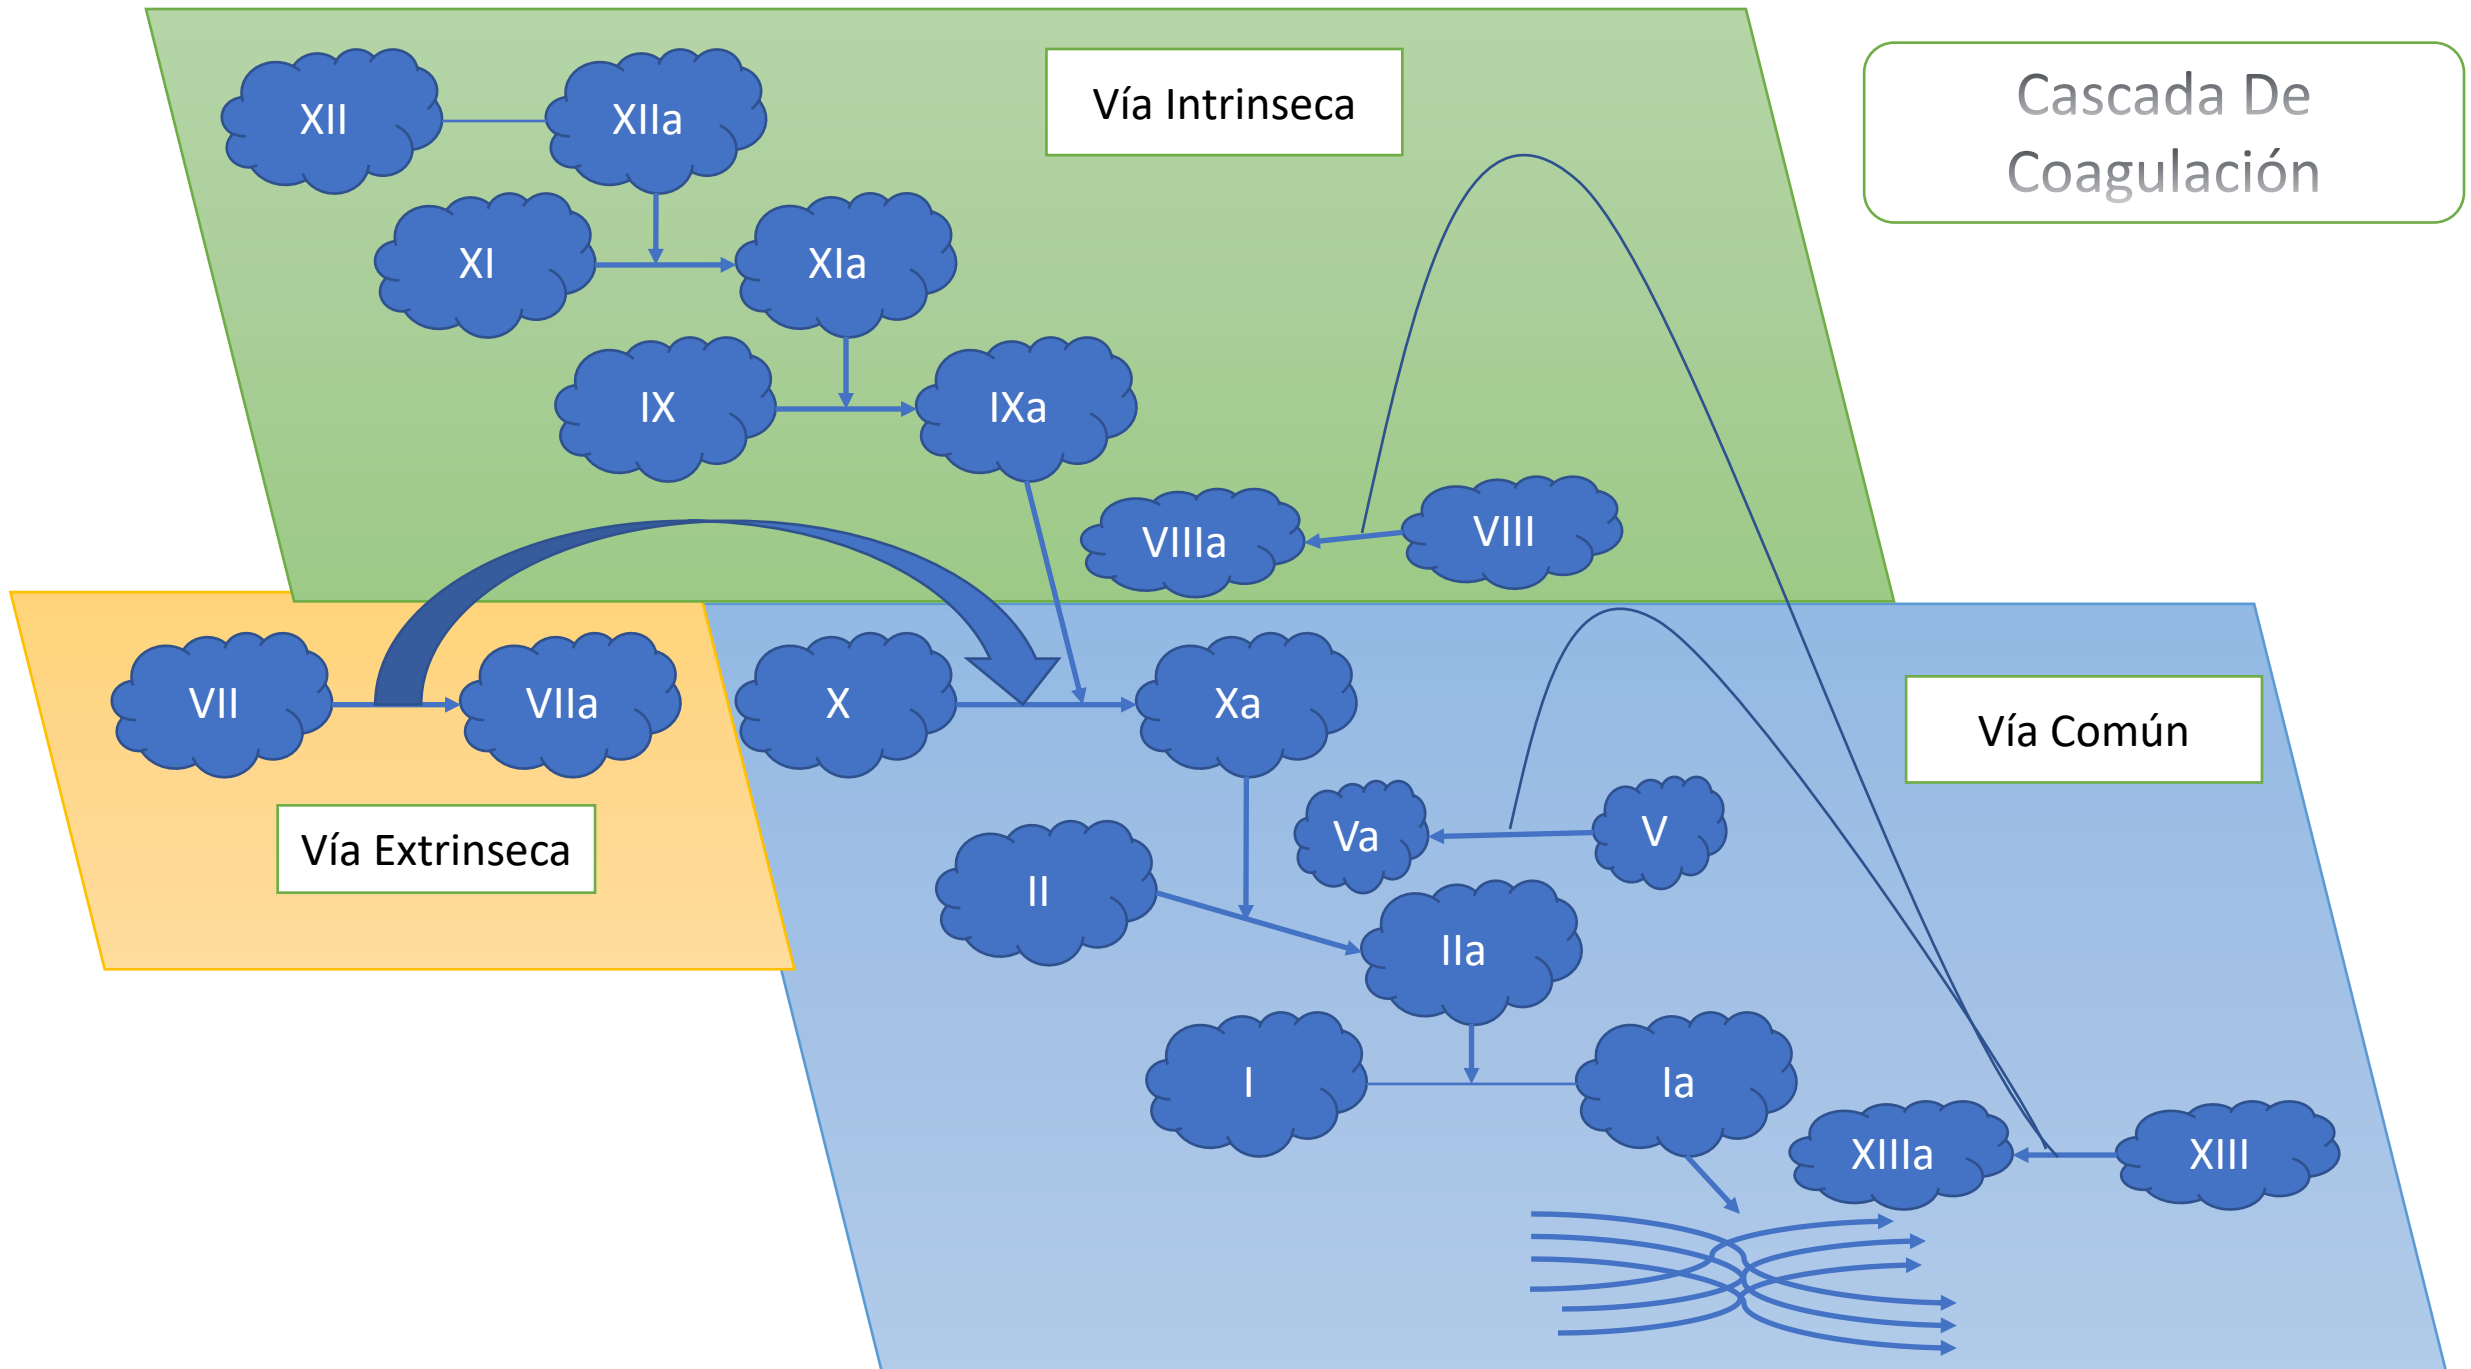 Cascada De
Coagulación
Vía Intrinseca
XII
XIIa
XI
XIa
IX
IXa
VIIIa
VIII
VII
VIIa
Vía Extrinseca
X
Xa
Vía Común
Va
V
II
IIa
I
Ia
XIIIa
XIII